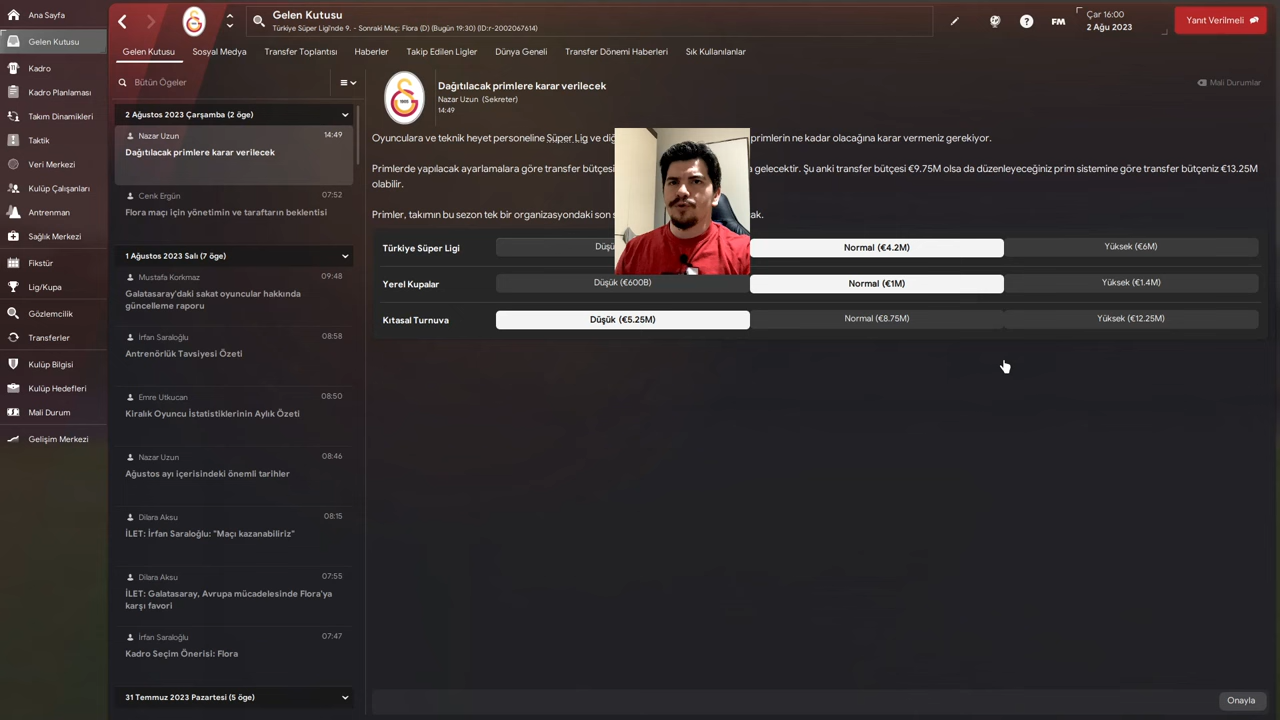 Ana Sayfa
Gelen Kutusu
Kadro
Kadro Planlaması
Takım Dinamikleri
Taktik
Veri Merkezi
Kulüp Çalışanları
Antrenman
Sağlık Merkezi
Fikstür
Lig/Kupa
Gözlemcilik
Transferler
Kulüp Bilgisi
Kulüp Hedefleri
Mali Durum
Gelişim Merkezi
Gelen Kutusu
Türkiye Süper Ligi'nde 9. - Sonraki Maç: Flora (D) (Bugün 19:30) (ID:r-2002067614)
FM
Çar 16:00
2 Ağu 2023
Yanıt Verilmeli
Gelen Kutusu Sosyal Medya Transfer Toplantısı Haberler Takip Edilen Ligler Dünya Geneli Transfer Dönemi Haberleri Sık Kullanılanlar
Bütün Ögeler
2 Ağustos 2023 Çarşamba (2 öge)
Nazar Uzun 14:49
Dağıtılacak primlere karar verilecek
Cenk Ergün 07:52
Flora maçı için yönetimin ve taraftarın beklentisi
1 Ağustos 2023 Salı (7 öge)
Mustafa Korkmaz 09:48
Galatasaray'daki sakat oyuncular hakkında
güncelleme raporu
İrfan Saraloğlu 08:58
Antrenörlük Tavsiyesi Özeti
Emre Utkucan 08:50
Kiralık Oyuncu İstatistiklerinin Aylık Özeti
Nazar Uzun 08:46
Ağustos ayı içerisindeki önemli tarihler
Dilara Aksu 08:15
İLET: İrfan Saraloğlu: "Maçı kazanabiliriz"
Dilara Aksu 07:55
İLET: Galatasaray, Avrupa mücadelesinde Flora'ya
karşı favori
İrfan Saraloğlu 07:47
Kadro Seçim Önerisi: Flora
31 Temmuz 2023 Pazartesi (5 öge)
Dağıtılacak primlere karar verilecek
Nazar Uzun (Sekreter)
14:49
Mali Durumlar
Oyunculara ve teknik heyet personeline Süper Lig ve primlerin ne kadar olacağına karar vermeniz gerekiyor.
Primlerde yapılacak ayarlamalara göre transfer bütçesi gelecektir. Şu anki transfer bütçesi €9.75M olsa da düzenleyeceğiniz prim sistemine göre transfer bütçeniz €13.25M
olabilir.
Primler, takımın bu sezon tek bir organizasyondaki son
Türkiye Süper Ligi Normal (€4.2M) Yüksek (€6M)
Yerel Kupalar Düşük (€600B) Normal (€1M) Yüksek (€1.4M)
Kıtasal Turnuva Düşük (€5.25M) Normal (€8.75M) Yüksek (€12.25M)
Onayla